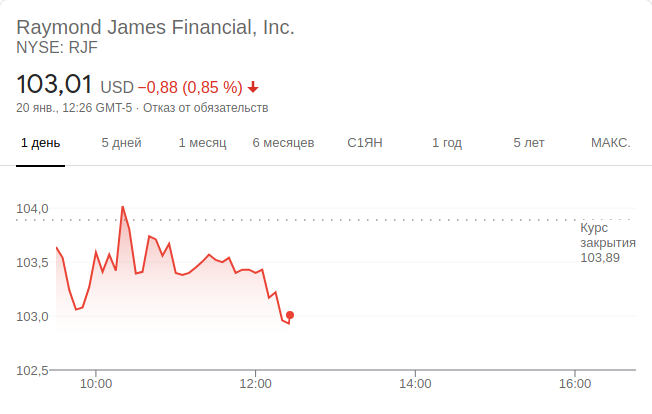 Raymond James Financial, Inc.
NYSE: RJF
103,01 USD −0,88 (0,85 %)
20 янв., 12:26 GMT-5 · Отказ от обязательств
1 день 5 дней 1 месяц 6 месяцев С1ЯН 1 год 5 лет МАКС.
104,0
Курс
закрытия
103,89
103,5
103,0
102,5
10:00 12:00 14:00 16:00